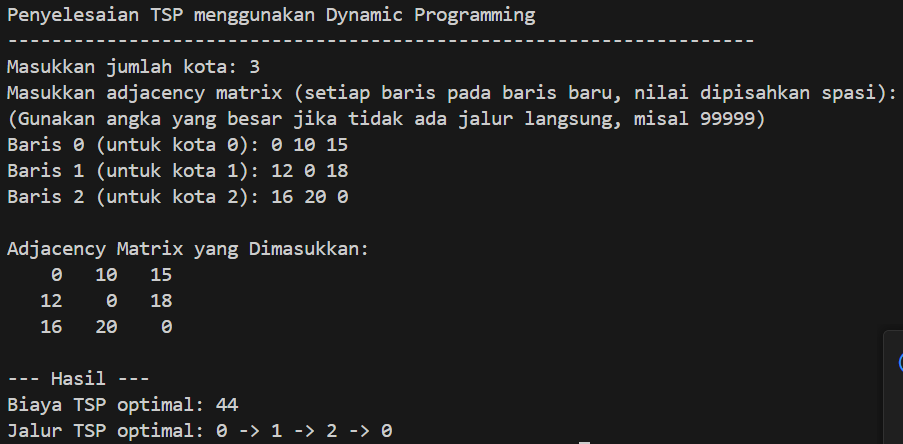 Penyelesaian TSP menggunakan Dynamic Programming
---------------------------------------------------------------------
Masukkan jumlah kota: 3
Masukkan adjacency matrix (setiap baris pada baris baru, nilai dipisahkan spasi):
(Gunakan angka yang besar jika tidak ada jalur langsung, misal 99999)
Baris 0 (untuk kota 0): 0 10 15
Baris 1 (untuk kota 1): 12 0 18
Baris 2 (untuk kota 2): 16 20 0
Adjacency Matrix yang Dimasukkan:
0 10 15
12 0 18
16 20 0
--- Hasil ---
Biaya TSP optimal: 44
Jalur TSP optimal: 0 -> 1 -> 2 -> 0